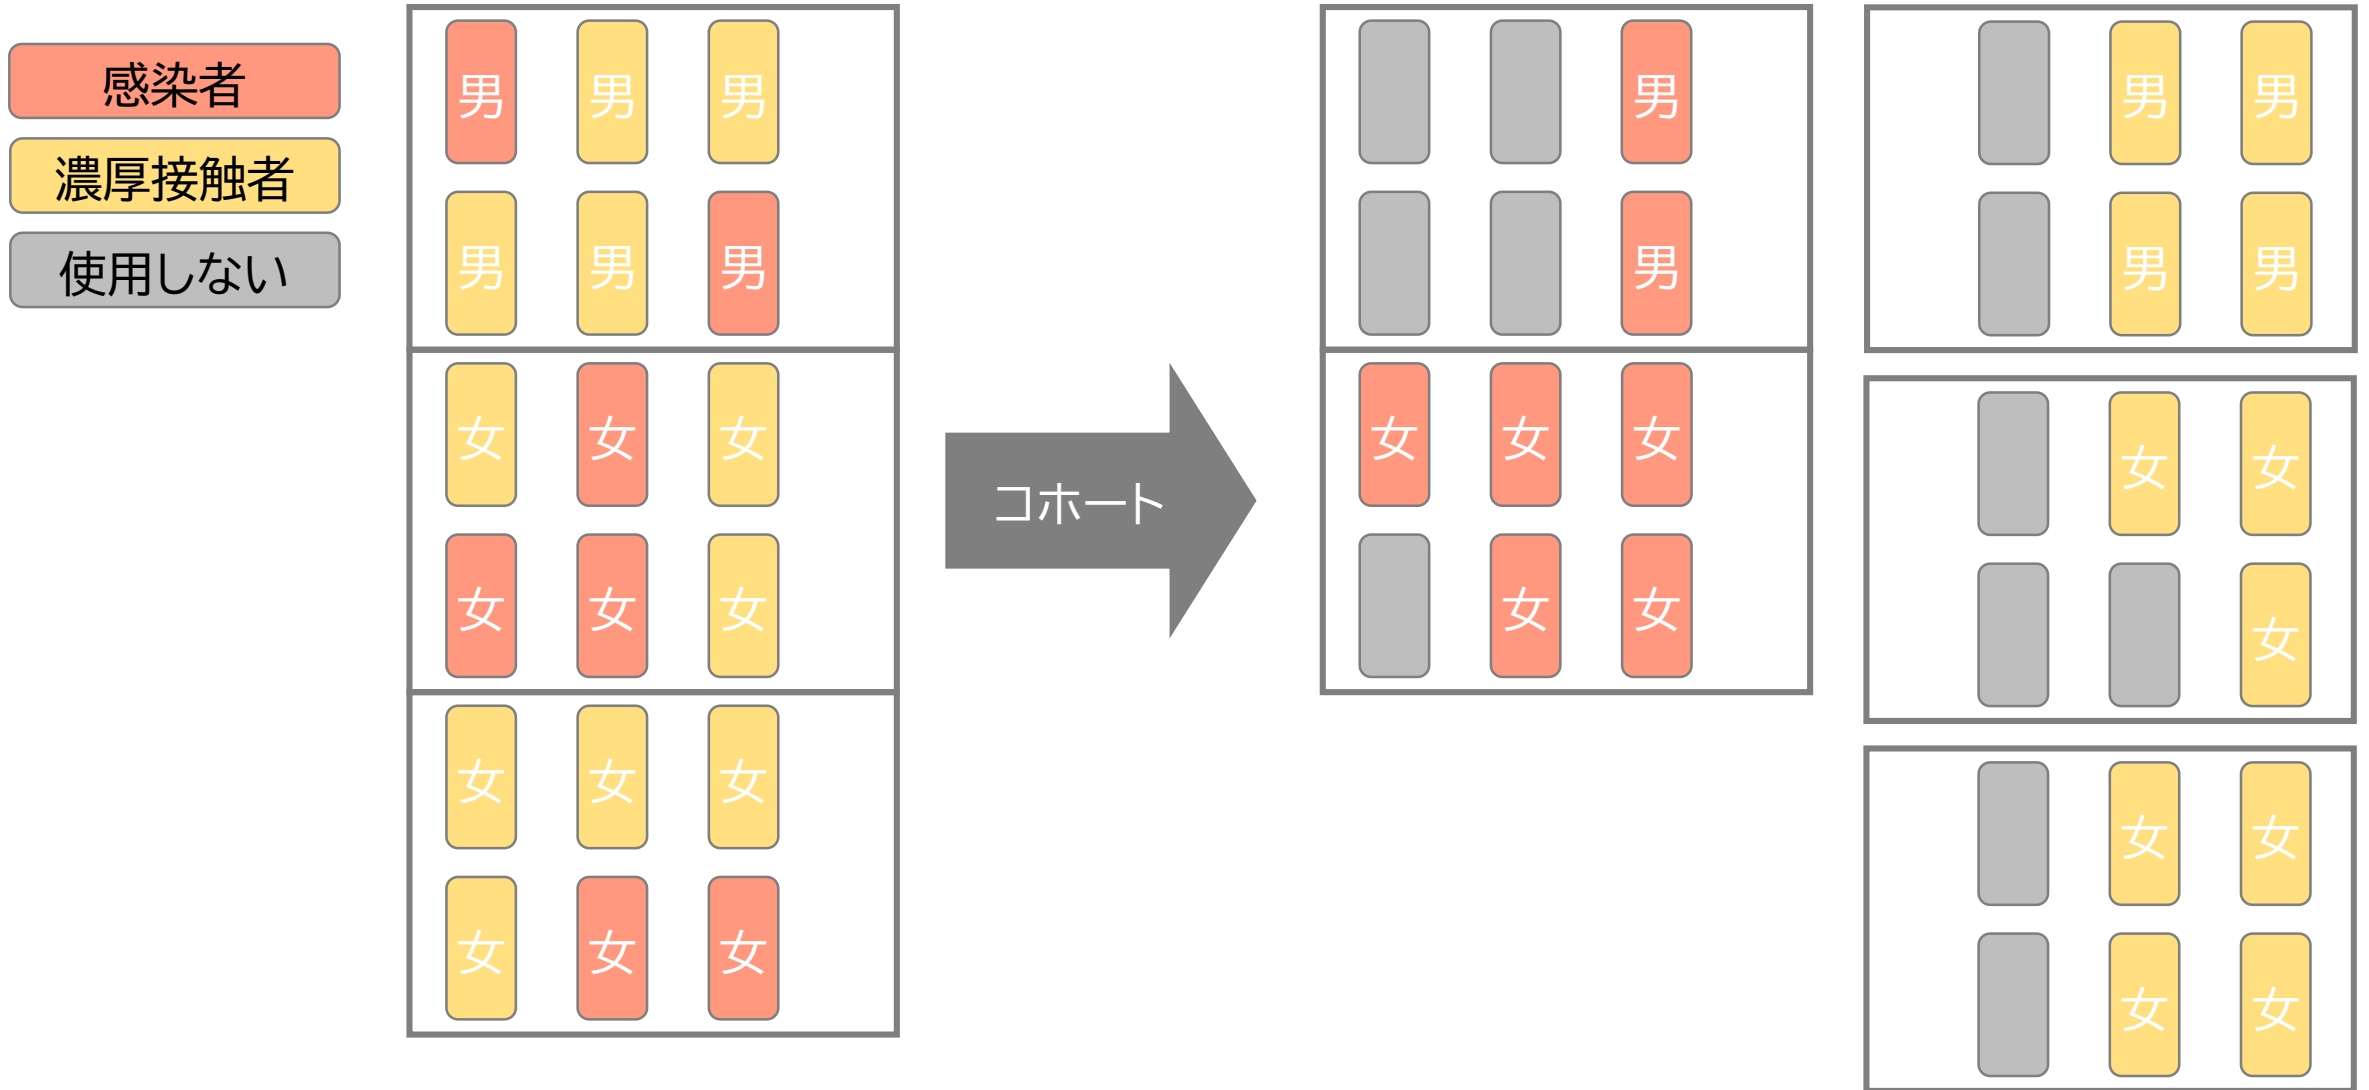 感染者
濃厚接触者
使用しない
男 男 男
男 男 男
女 女 女
女 女 女
女 女 女
女 女 女
コホート
男
男
女 女 女
女 女
男 男
男 男
女 女
女
女 女
女 女